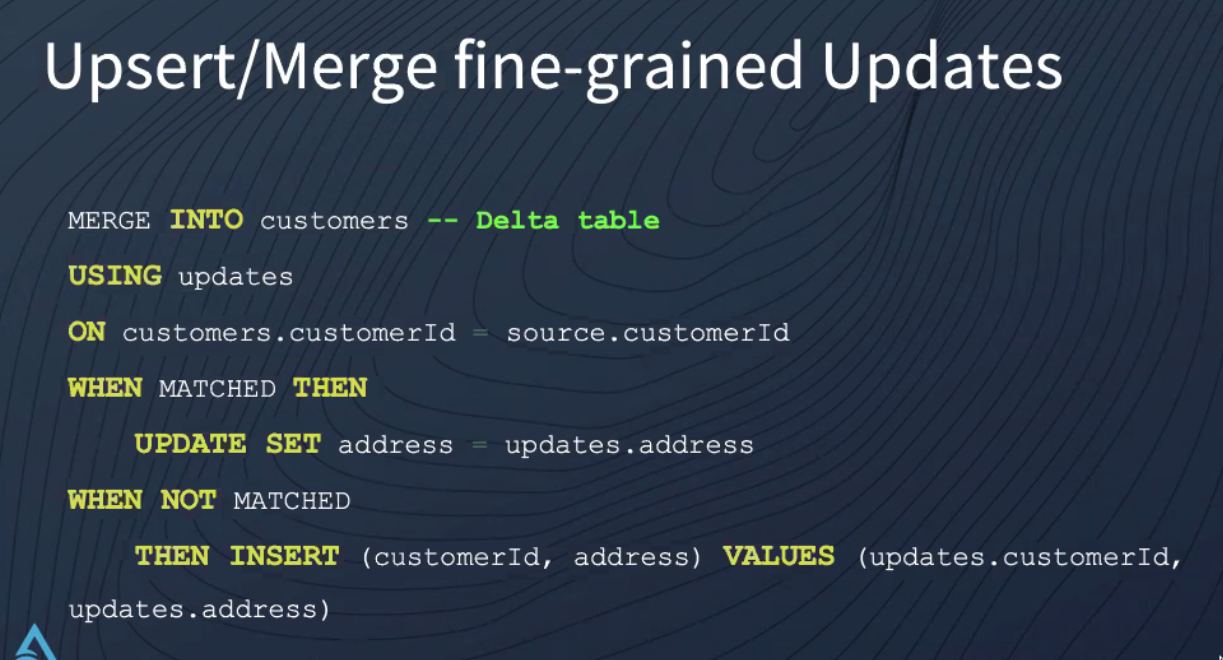 Upsert/Merge fine-grained Updates
MERGE INTO customers -- Delta table
USING updates
ON customers.customerId = source.customerId
WHEN MATCHED THEN
UPDATE SET address = updates.address
WHEN NOT MATCHED
THEN INSERT (customerId, address) VALUES (updates.customerId,
updates.address)